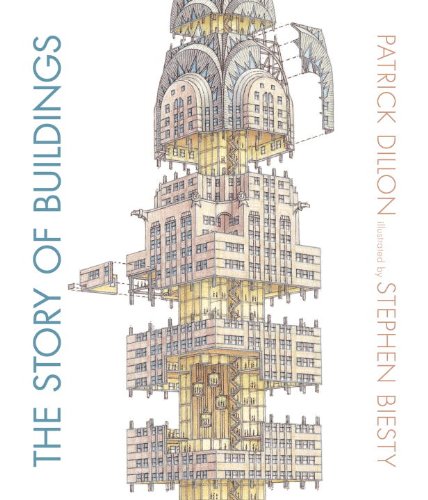 THE STORY OF BUILDINGS
PATRICK DILLON illustrated by STEPHEN BIESTY